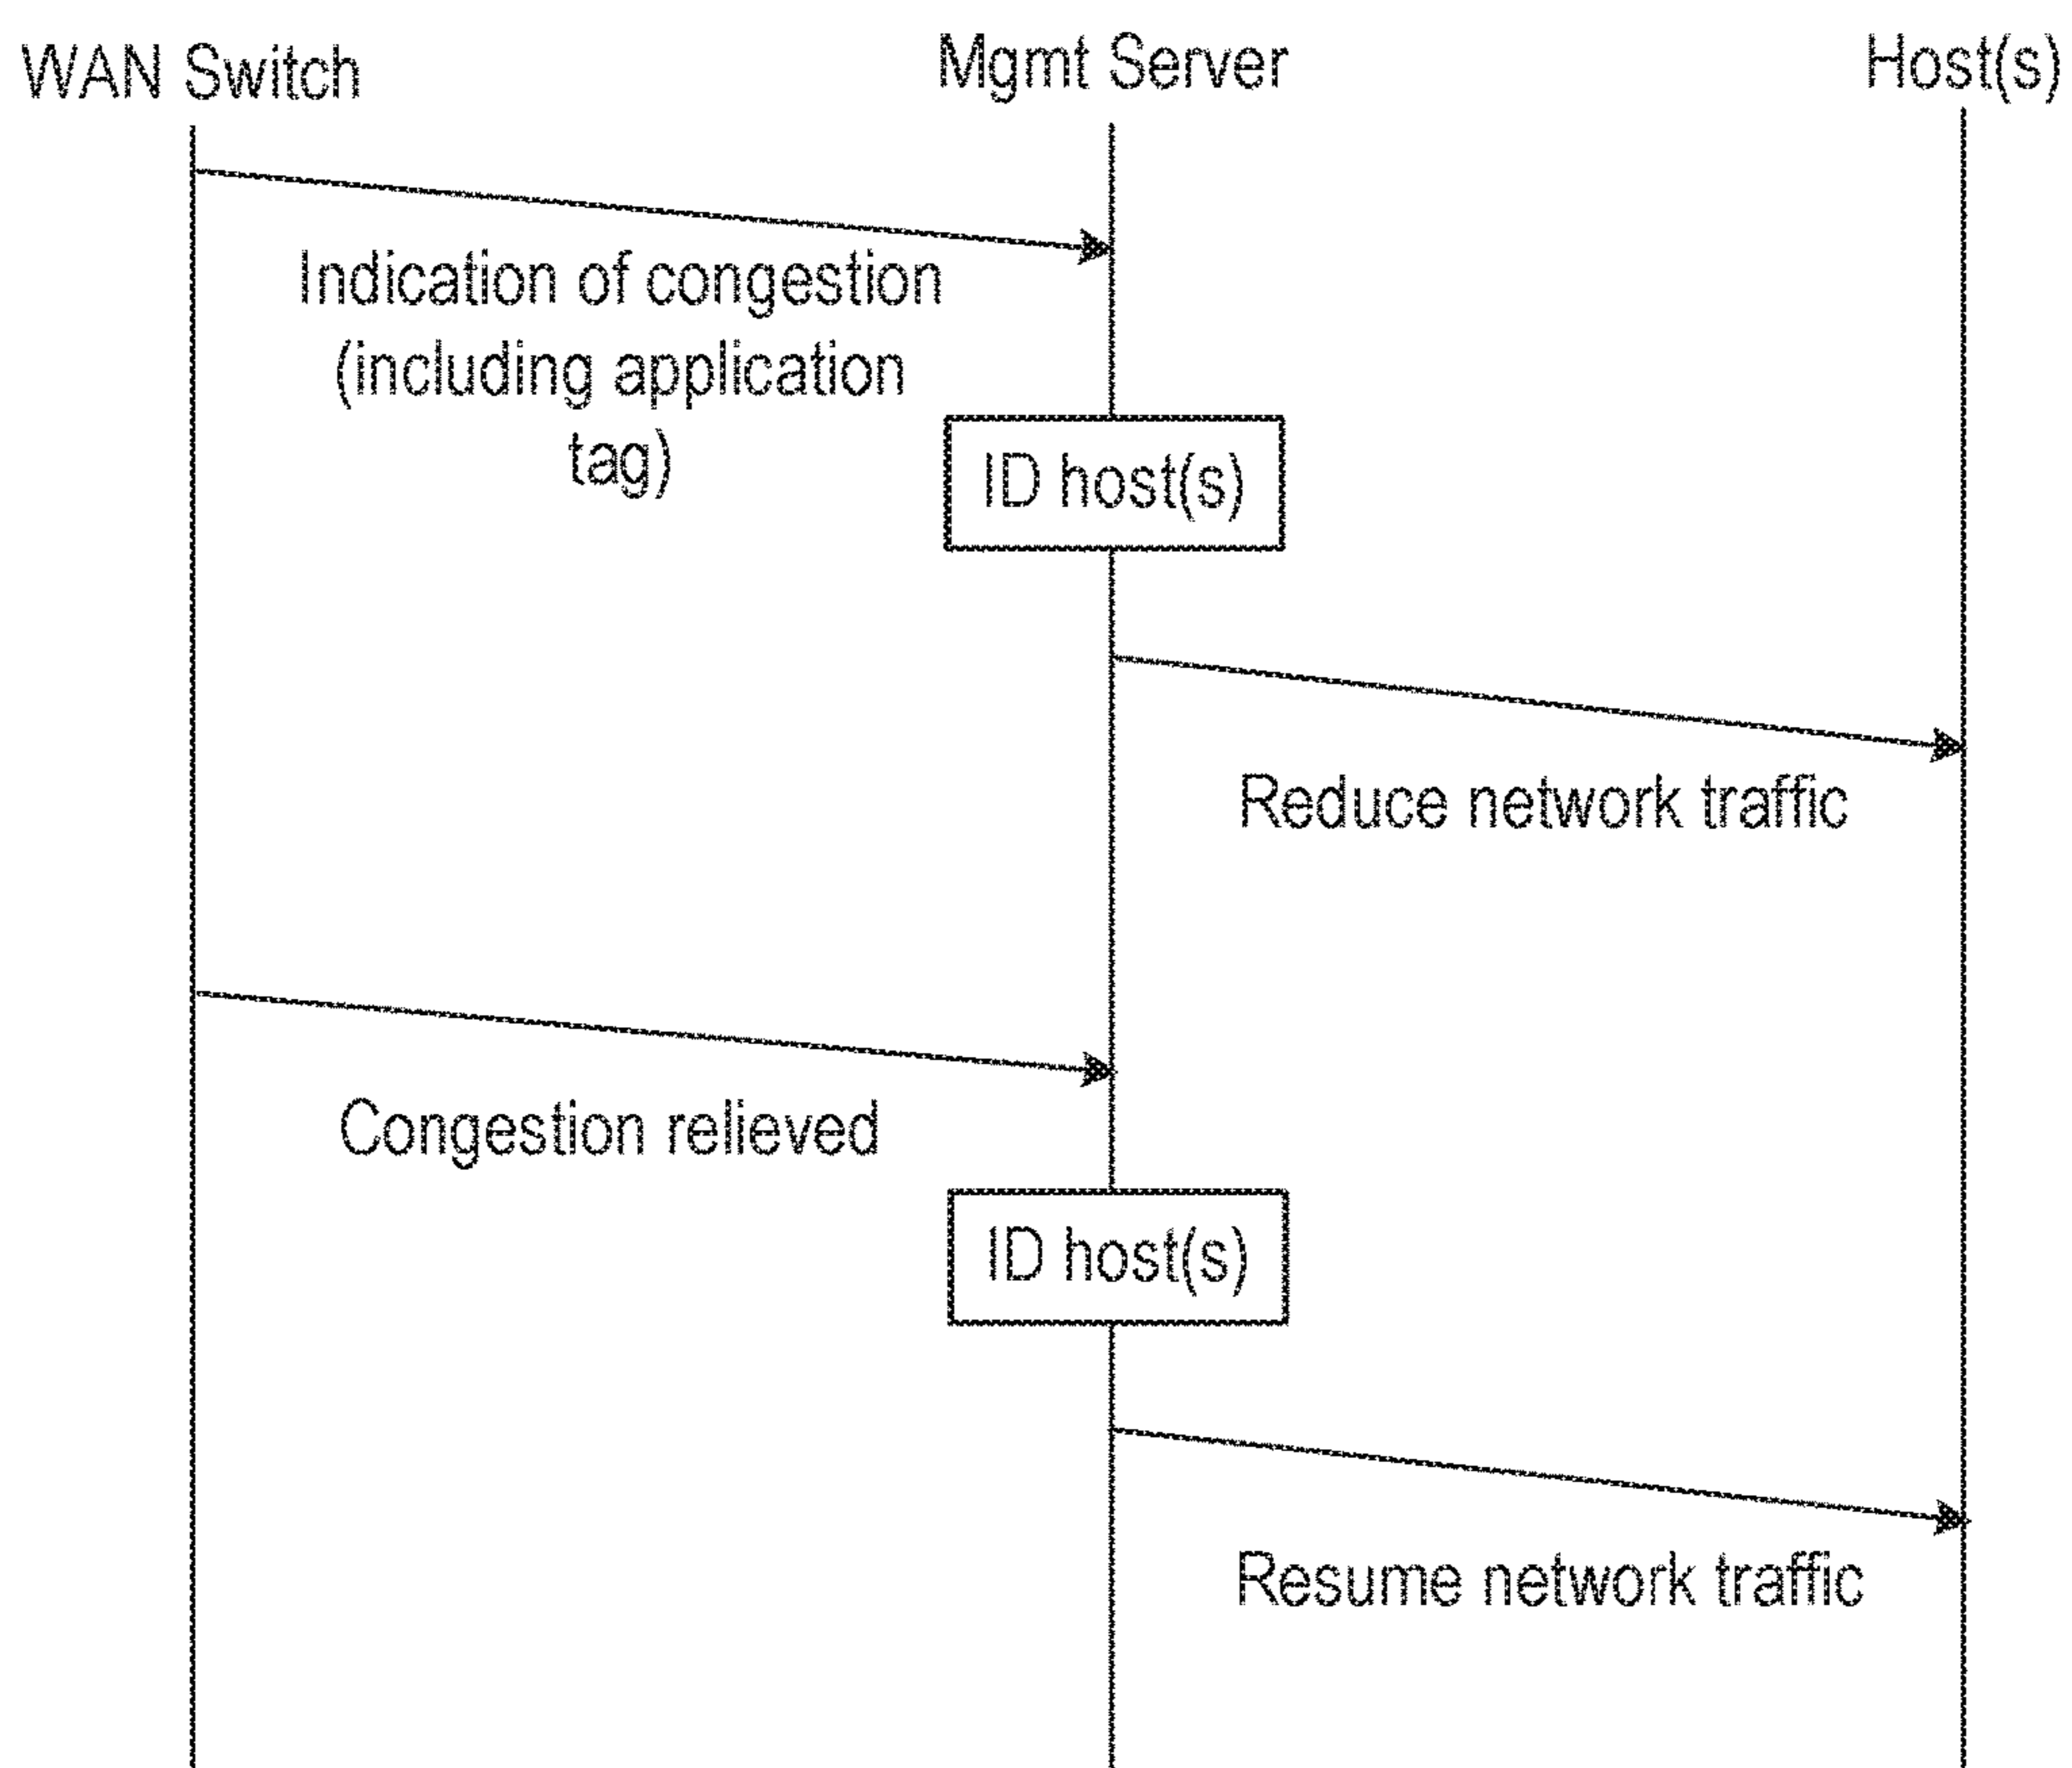 WAN Switch
Mgmt Server
Host(s)
Indication of congestion
(including application
tag)
ID host(s)
Reduce network traffic
Congestion relieved
ID host(s)
Resume network traffic